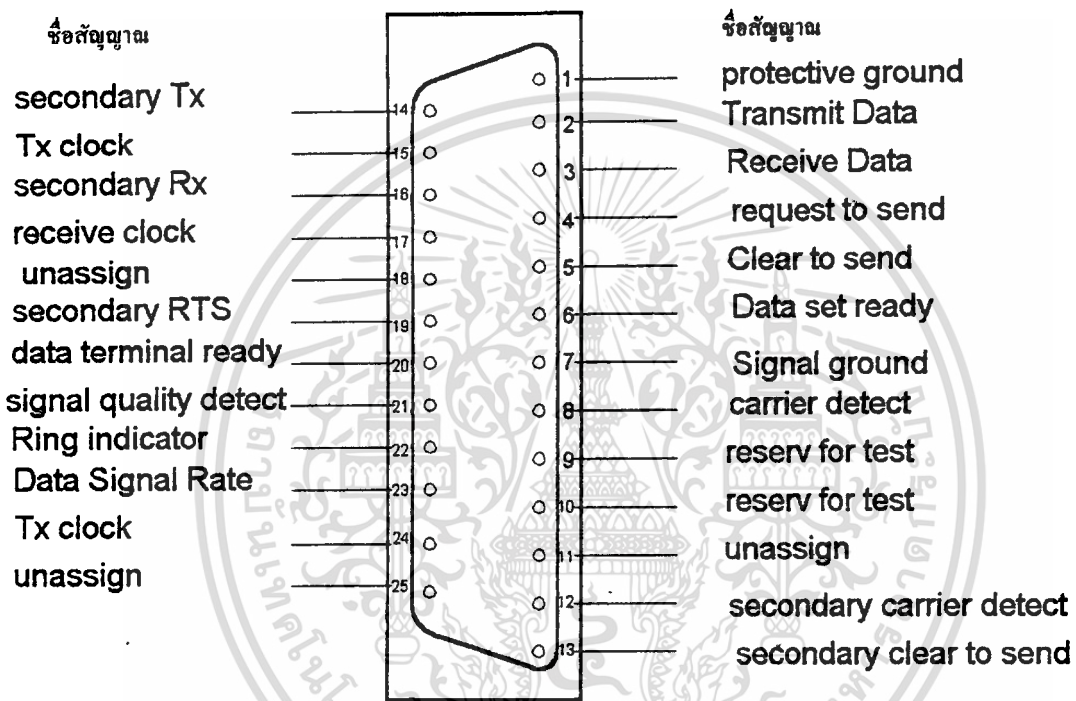 ชื่อสัญญาณ
secondary Tx 14
Tx clock 15
secondary Rx 16
receive clock 17
unassign 18
secondary RTS 19
data terminal ready 20
signal quality detect 21
Ring indicator 22
Data Signal Rate 23
Tx clock 24
unassign 25
ชื่อสัญญาณ
1 protective ground
2 Transmit Data
3 Receive Data
4 request to send
5 Clear to send
6 Data set ready
7 Signal ground
8 carrier detect
9 reserv for test
10 reserv for test
11 unassign
12 secondary carrier detect
13 secondary clear to send